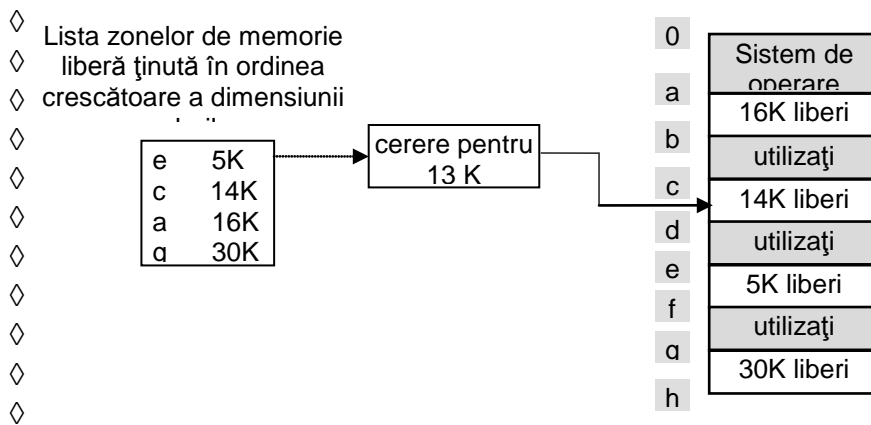 Lista zonelor de memorie
liberă ţinută în ordinea
crescătoare a dimensiunii
e 5K
c 14K
a 16K
g 30K
cerere pentru
13 K
0
a
b
c
d
e
f
g
h
Sistem de
operare
16K liberi
utilizaţi
14K liberi
utilizaţi
5K liberi
utilizaţi
30K liberi